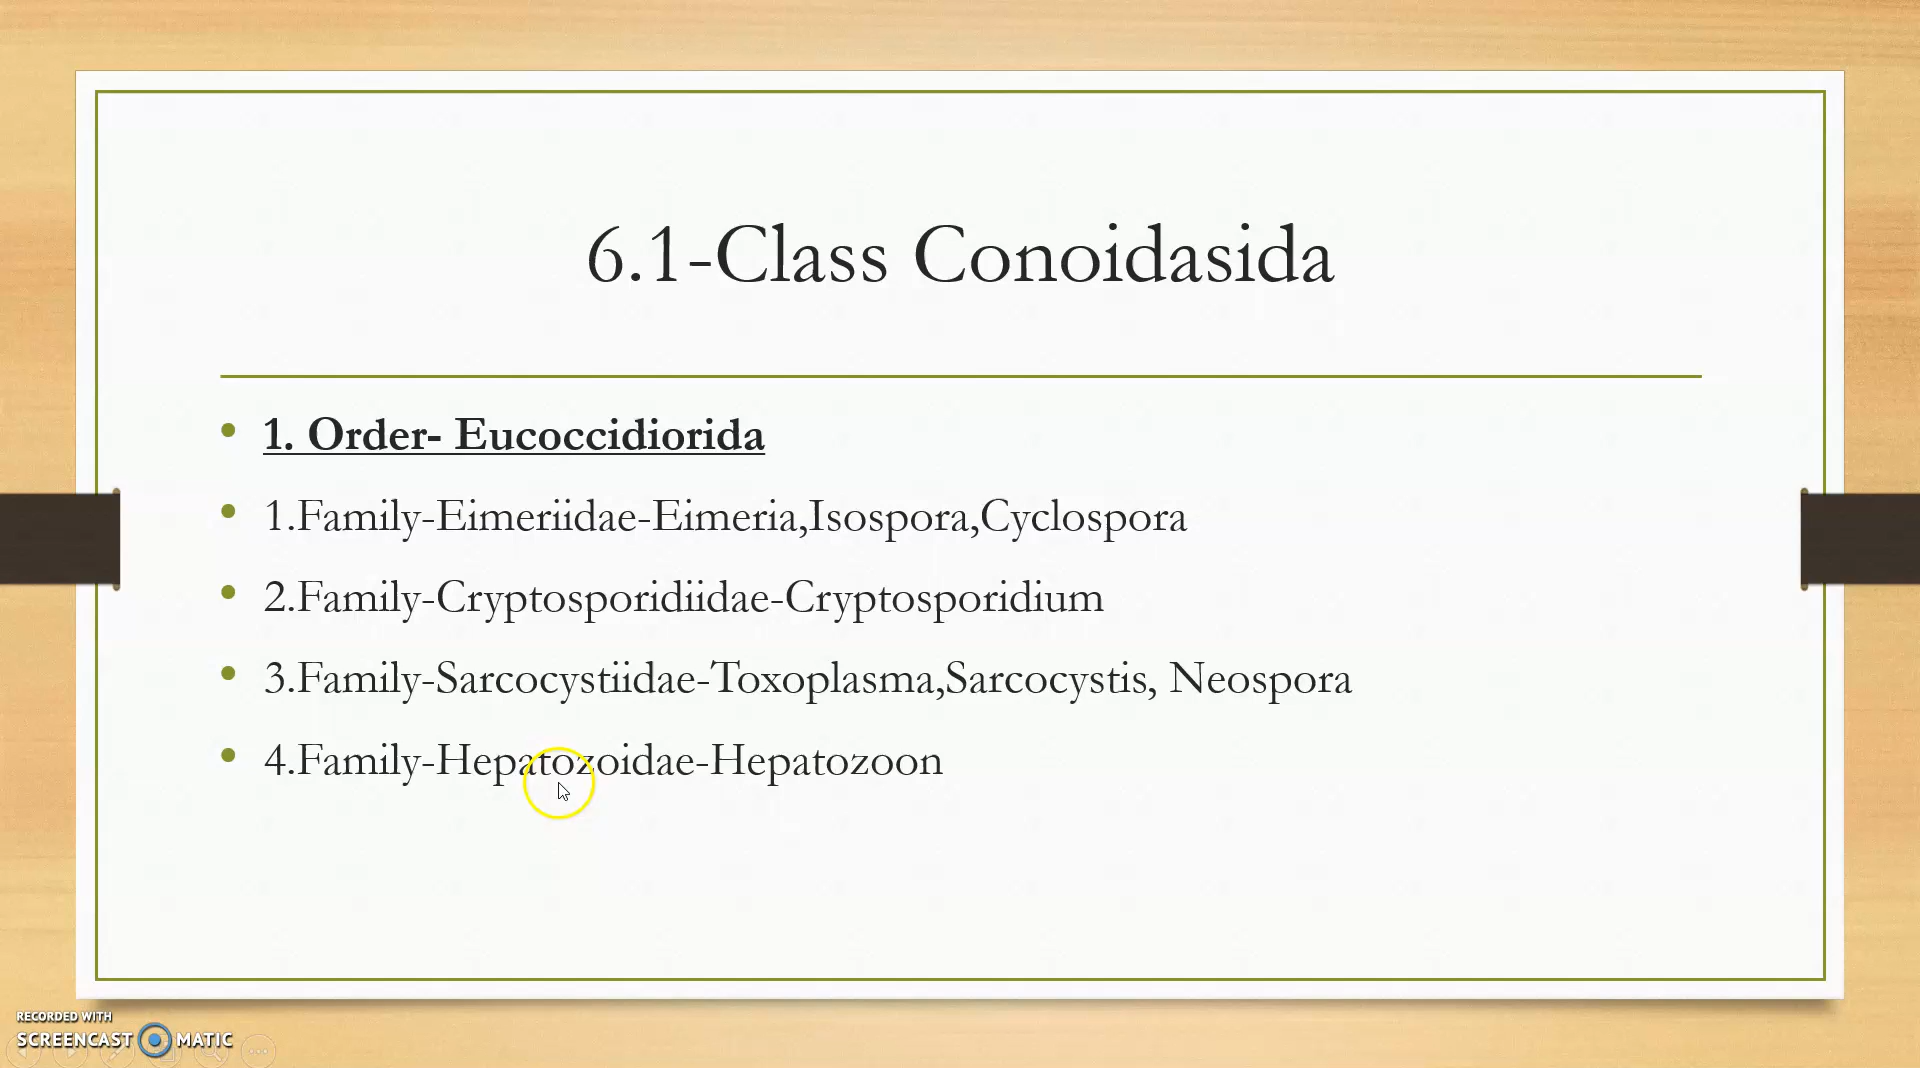 6.1-Class Conoidasida
1. Order- Eucoccidiorida
1.Family-Eimeriidae-Eimeria,Isospora,Cyclospora
2.Family-Cryptosporidiidae-Cryptosporidium
3.Family-Sarcocystiidae-Toxoplasma,Sarcocystis, Neospora
4.Family-Hepatozoidae-Hepatozoon
RECORDED WITH
SCREENCAST MATIC